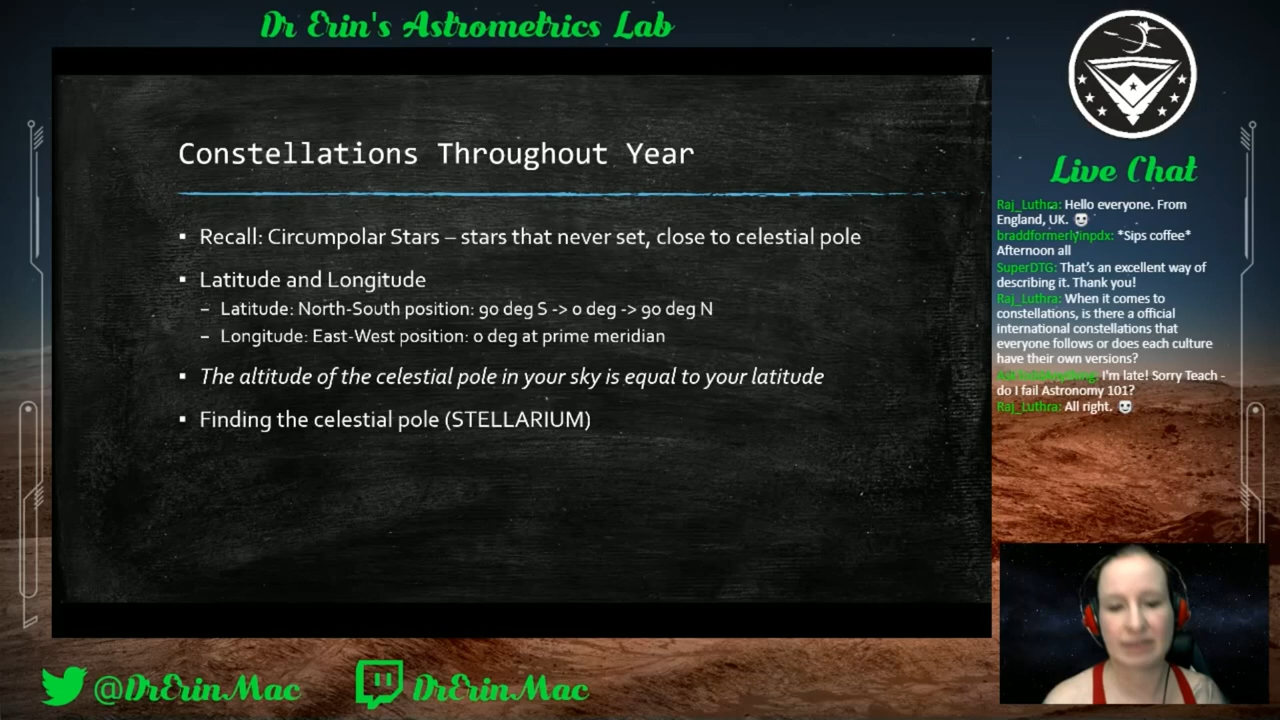 Dr Erin's Astrometrics Lab
Constellations Throughout Year
▪ Recall: Circumpolar Stars – stars that never set, close to celestial pole
▪ Latitude and Longitude
– Latitude: North-South position: 90 deg S -> 0 deg -> 90 deg N
– Longitude: East-West position: 0 deg at prime meridian
▪ The altitude of the celestial pole in your sky is equal to your latitude
▪ Finding the celestial pole (STELLARIUM)
Live Chat
Raj_Luthra: Hello everyone. From
England, UK.
braddformerlyinpdx: *Sips coffee*
Afternoon all
SuperDTG: That's an excellent way of
describing it. Thank you!
Raj_Luthra: When it comes to
constellations, is there a official
international constellations that
everyone follows or does each culture
have their own versions?
I'm late! Sorry Teach -
do I fail Astronomy 101?
Raj_Luthra: All right.
@DrErinMac
DrErinMac